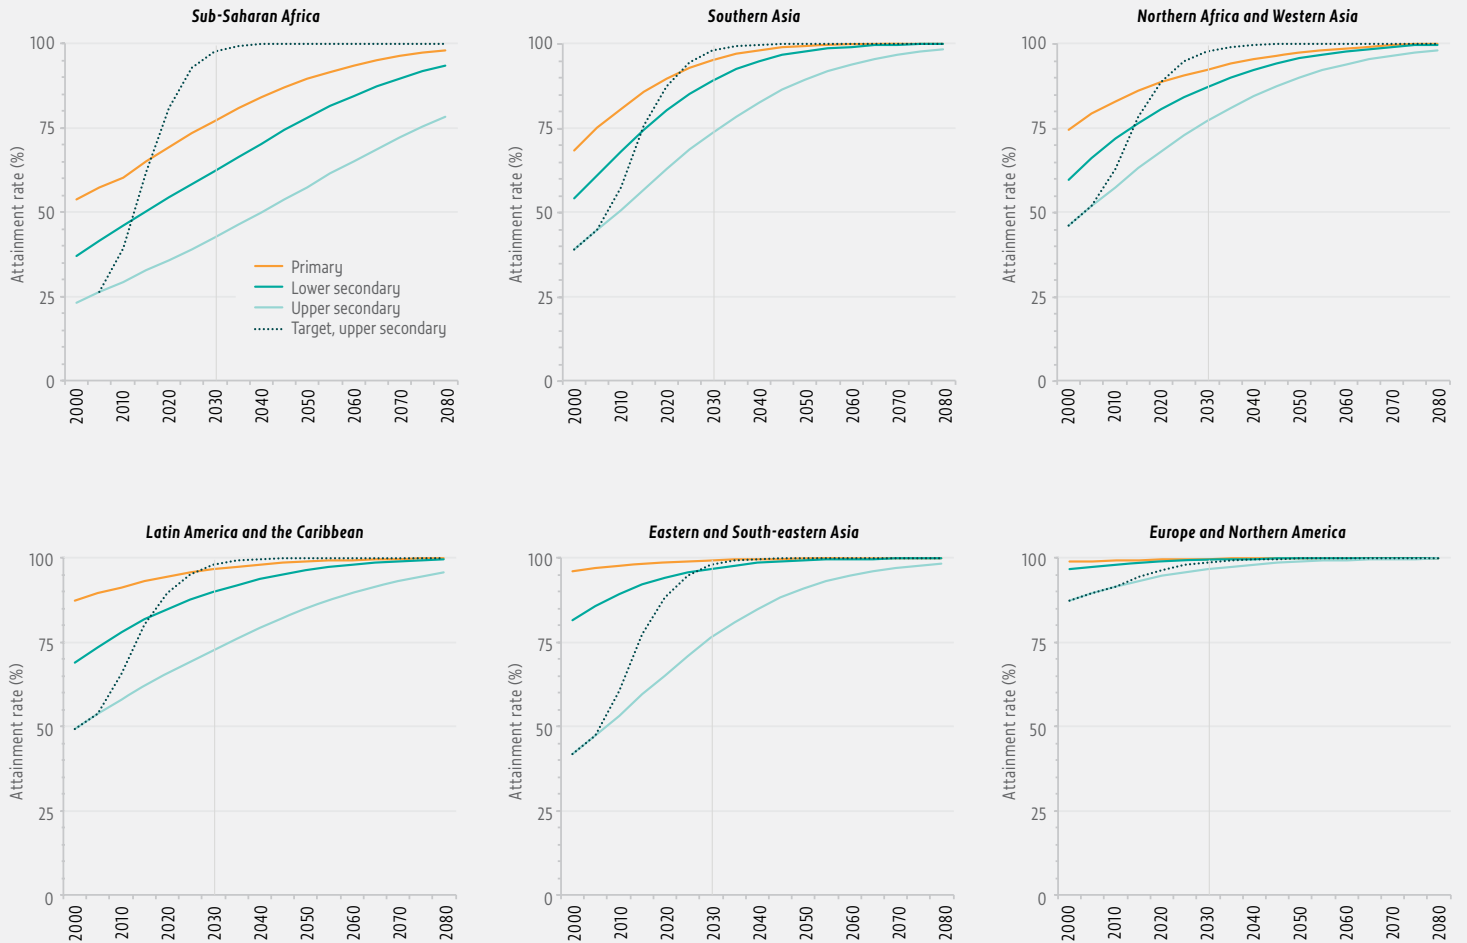 Sub-Saharan Africa
100
75
50
25
0
Attainment rate (%)
Primary
Lower secondary
Upper secondary
Target, upper secondary
2000 2010 2020 2030 2040 2050 2060 2070 2080
Southern Asia
100
75
50
25
0
Attainment rate (%)
2000 2010 2020 2030 2040 2050 2060 2070 2080
Northern Africa and Western Asia
100
75
50
25
0
Attainment rate (%)
2000 2010 2020 2030 2040 2050 2060 2070 2080
Latin America and the Caribbean
100
75
50
25
0
Attainment rate (%)
2000 2010 2020 2030 2040 2050 2060 2070 2080
Eastern and South-eastern Asia
100
75
50
25
0
Attainment rate (%)
2000 2010 2020 2030 2040 2050 2060 2070 2080
Europe and Northern America
100
75
50
25
0
Attainment rate (%)
2000 2010 2020 2030 2040 2050 2060 2070 2080